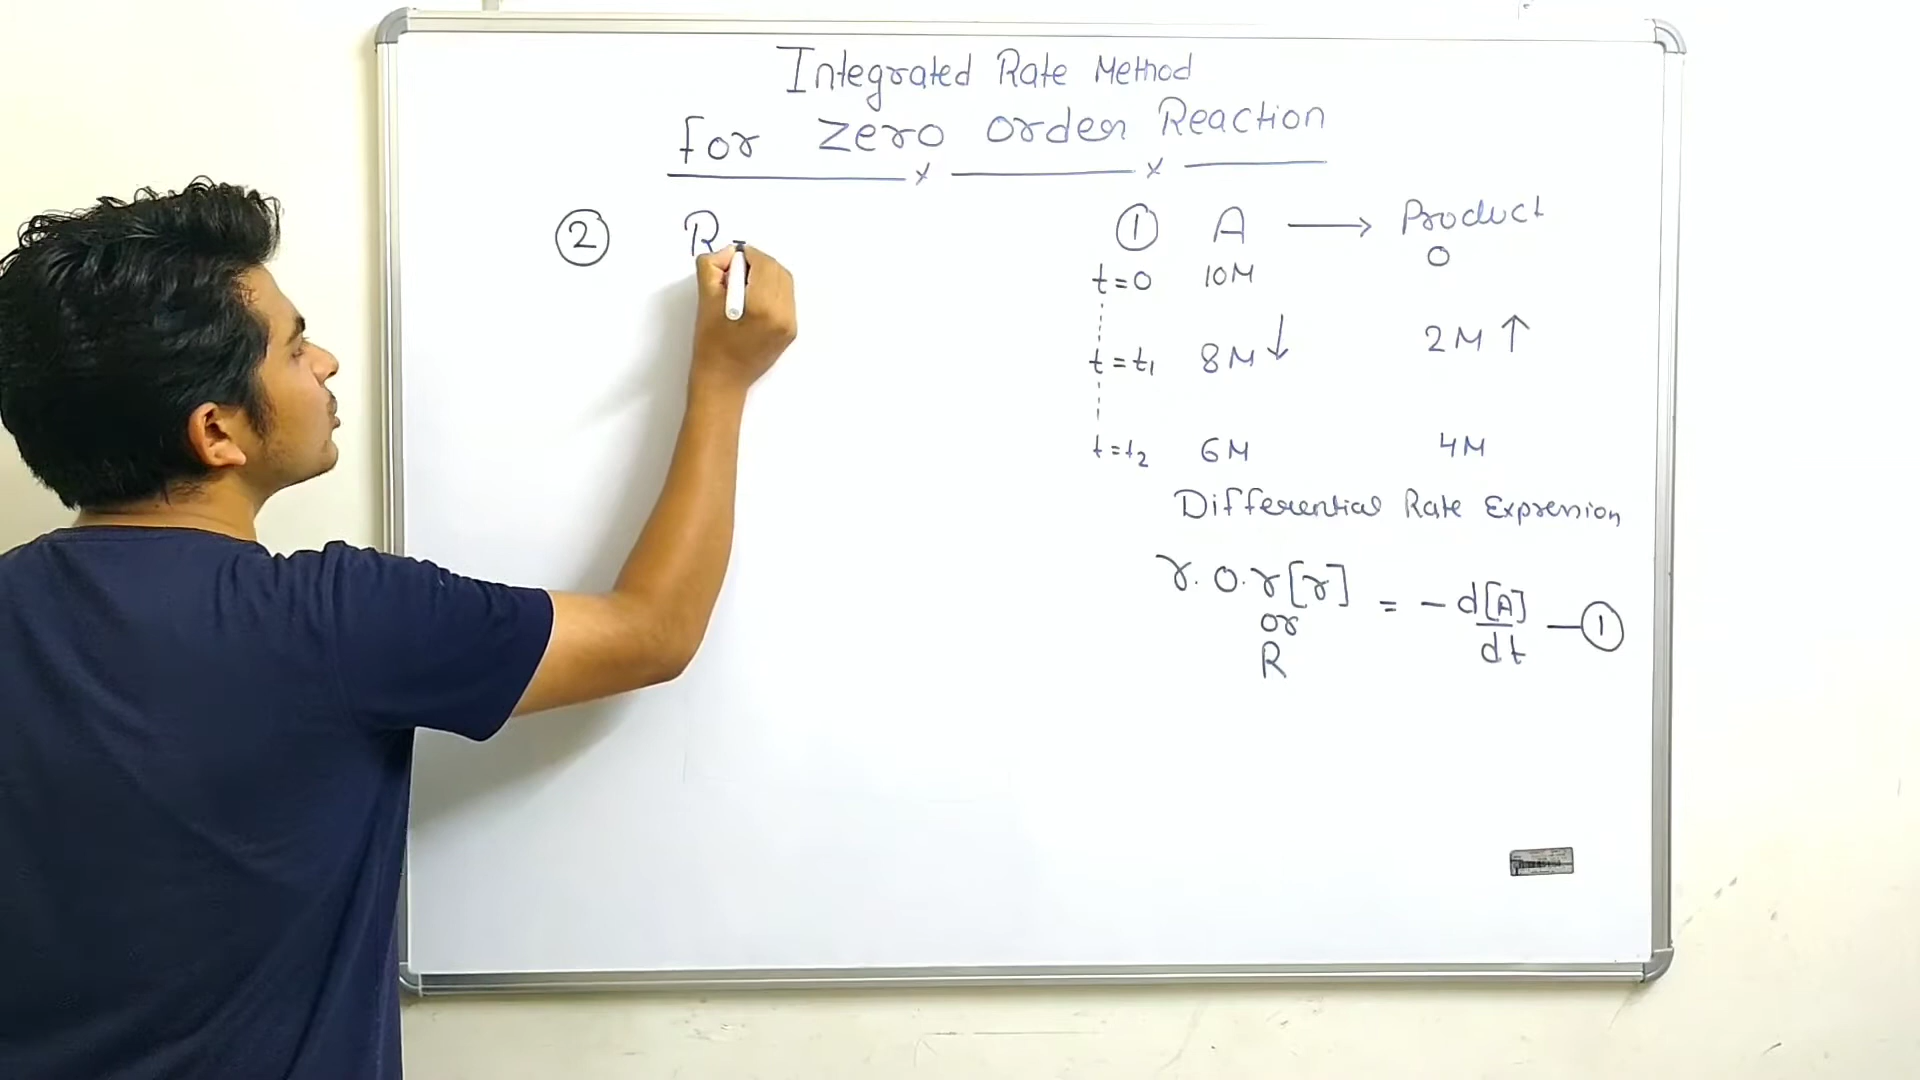 Integrated Rate Method
for zero order Reaction
② R -
① A → Product
t=0 10M 0
t=t1 8M ↓ 2M ↑
t=t2 6M 4M
Differential Rate Expression
r.o.r[r] = - d[A]/dt —①
or
R